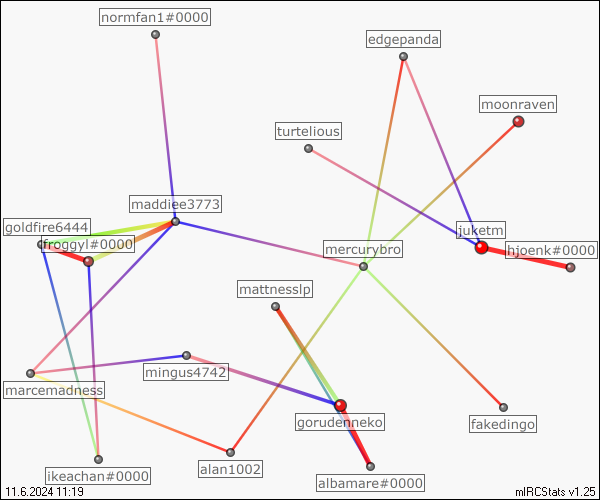 normfan1#0000
edgepanda
moonraven
turtelious
maddiee3773
goldfire6444
froggyl#0000
juketm
hjoenk#0000
mercurybro
mattnesslp
mingus4742
marcemadness
gorudenneko
fakedingo
alan1002
ikeachan#0000
albamare#0000
11.6.2024 11:19
mIRCStats v1.25